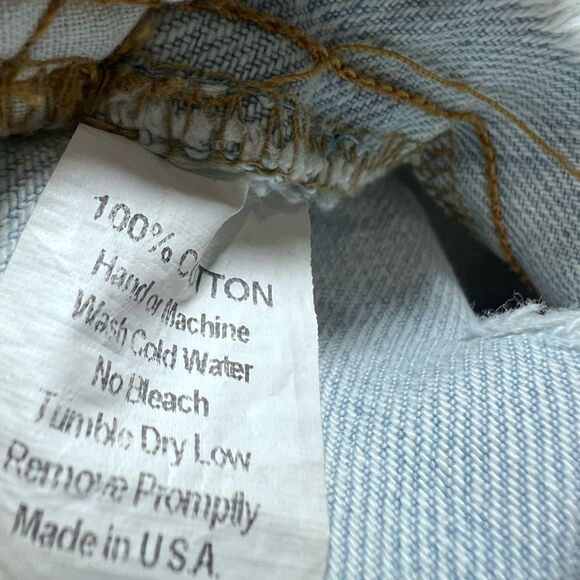 100% COTTON
Hand or Machine
Wash Cold Water
No Bleach
Tumble Dry Low
Remove Promptly
Made in U.S.A.